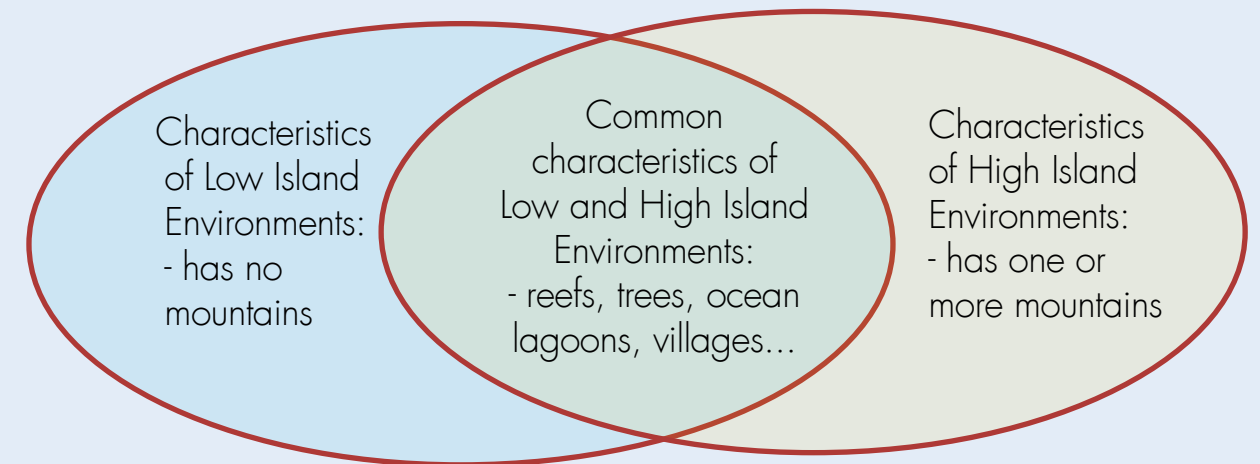 Characteristics
of Low Island
Environments:
- has no
mountains
Common
characteristics of
Low and High Island
Environments:
- reefs, trees, ocean
lagoons, villages...
Characteristics
of High Island
Environments:
- has one or
more mountains